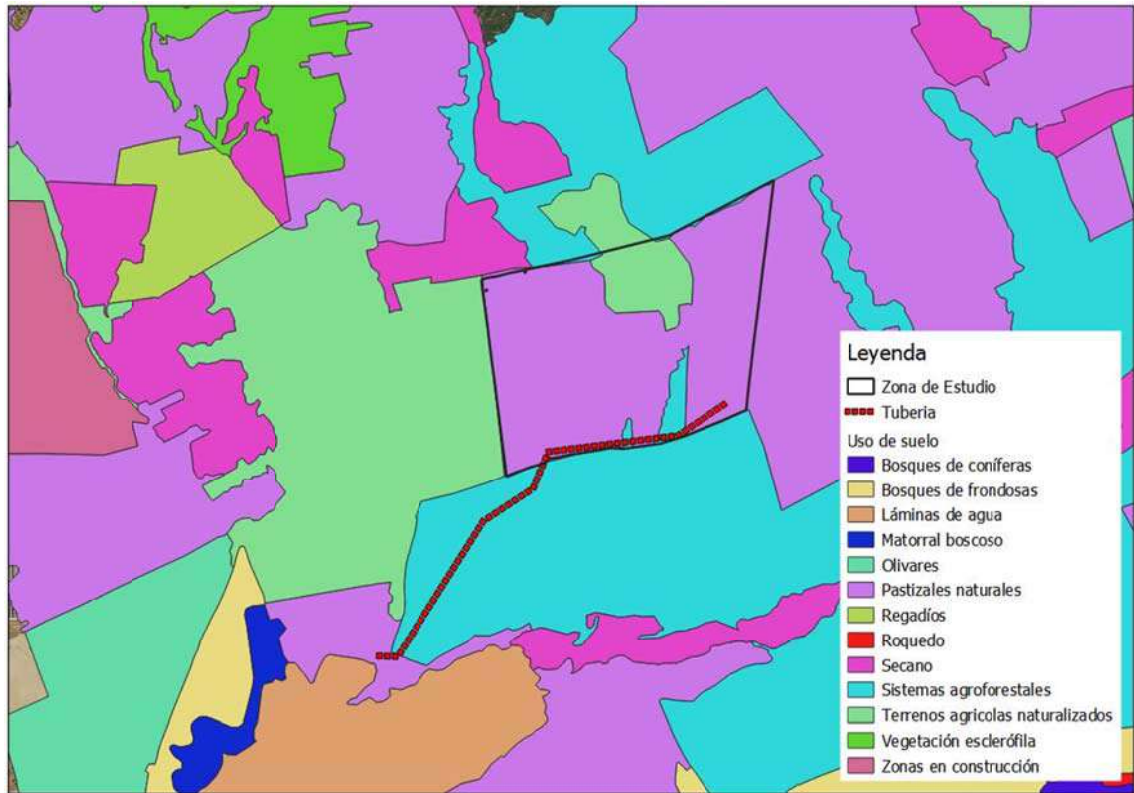 Leyenda
Zona de Estudio
Tuberia
Uso de suelo
Bosques de coníferas
Bosques de frondosas
Láminas de agua
Matorral boscoso
Olivares
Pastizales naturales
Regadíos
Roquedo
Secano
Sistemas agroforestales
Terrenos agricolas naturalizados
Vegetación esclerófila
Zonas en construcción